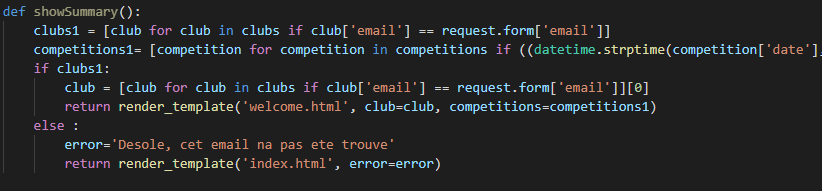 def showSummary():
    clubs1 = [club for club in clubs if club['email'] == request.form['email']]
    competitions1= [competition for competition in competitions if ((datetime.strptime(competition['date'],
    if clubs1:
        club = [club for club in clubs if club['email'] == request.form['email']][0]
        return render_template('welcome.html', club=club, competitions=competitions1)
    else :
        error='Desole, cet email na pas ete trouve'
        return render_template('index.html', error=error)